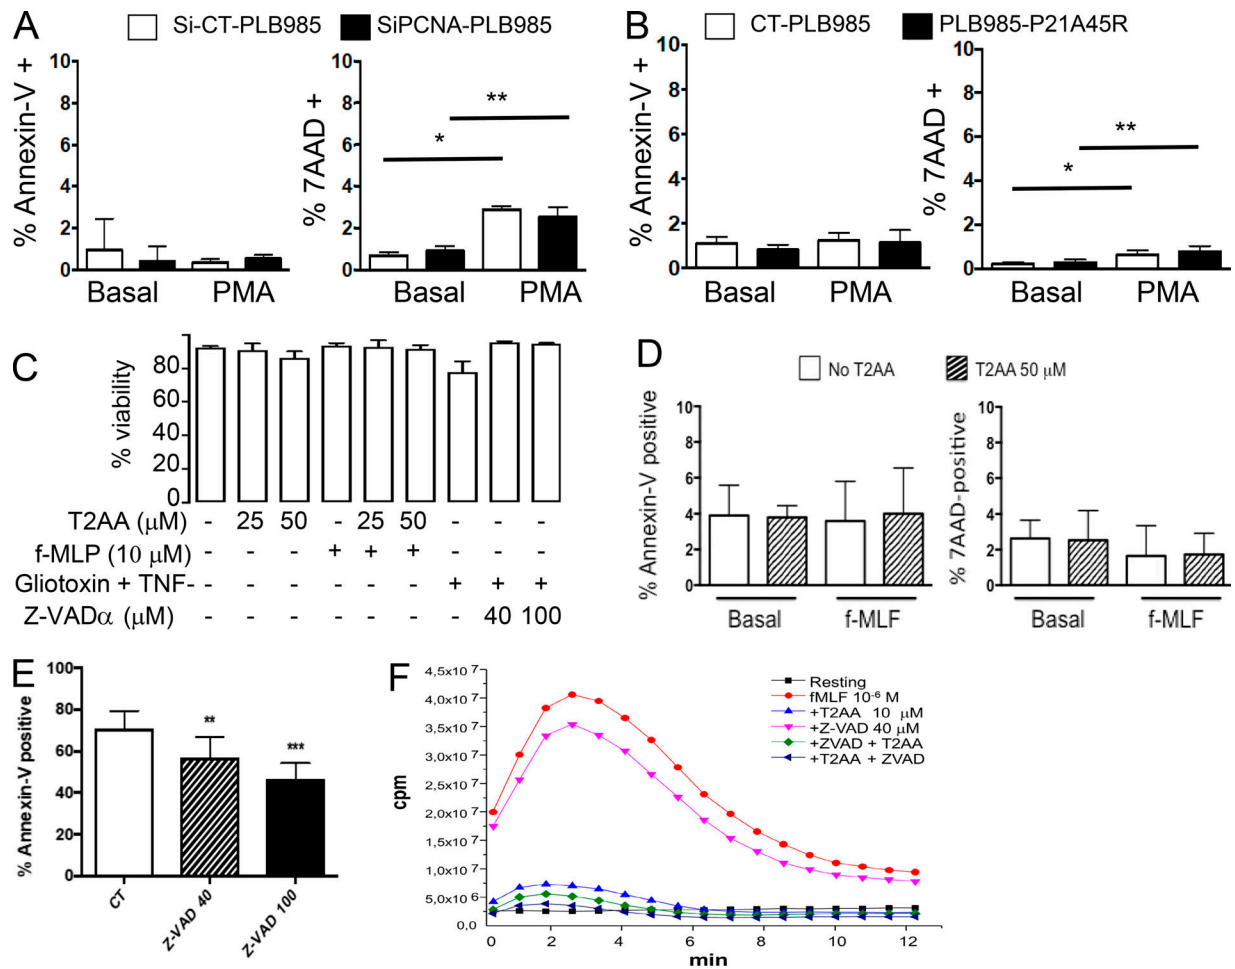 A
Si-CT-PLB985 SiPCNA-PLB985
% Annexin-V +
10
8
6
4
2
0
Basal PMA
% 7AAD +
10
8
6
4
2
0
*
**
Basal PMA
B
CT-PLB985 PLB985-P21A45R
% Annexin-V +
10
8
6
4
2
0
Basal PMA
% 7AAD +
10
8
6
4
2
0
*
**
Basal PMA
C
% viability
80
60
40
20
0
T2AA (μM) - 25 50 - 25 50 - - -
f-MLP (10 μM) - - - + + + - - -
Gliotoxin + TNF- - - - - - - + + +
Z-VADα (μM) - - - - - - - 40 100
D
No T2AA T2AA 50 μM
% Annexin-V positive
10
8
6
4
2
0
Basal f-MLF
% 7AAD-positive
10
8
6
4
2
0
Basal f-MLF
E
% Annexin-V positive
100
80
60
40
20
0
**
***
CT Z-VAD 40 Z-VAD 100
F
cpm
4,5x10 7
4,0x10 7
3,5x10 7
3,0x10 7
2,5x10 7
2,0x10 7
1,5x10 7
1,0x10 7
5,0x10 6
0,0
0 2 4 6 8 10 12
min
Resting
fMLF 10-6 M
+T2AA 10 μM
+Z-VAD 40 μM
+ZVAD + T2AA
+T2AA + ZVAD